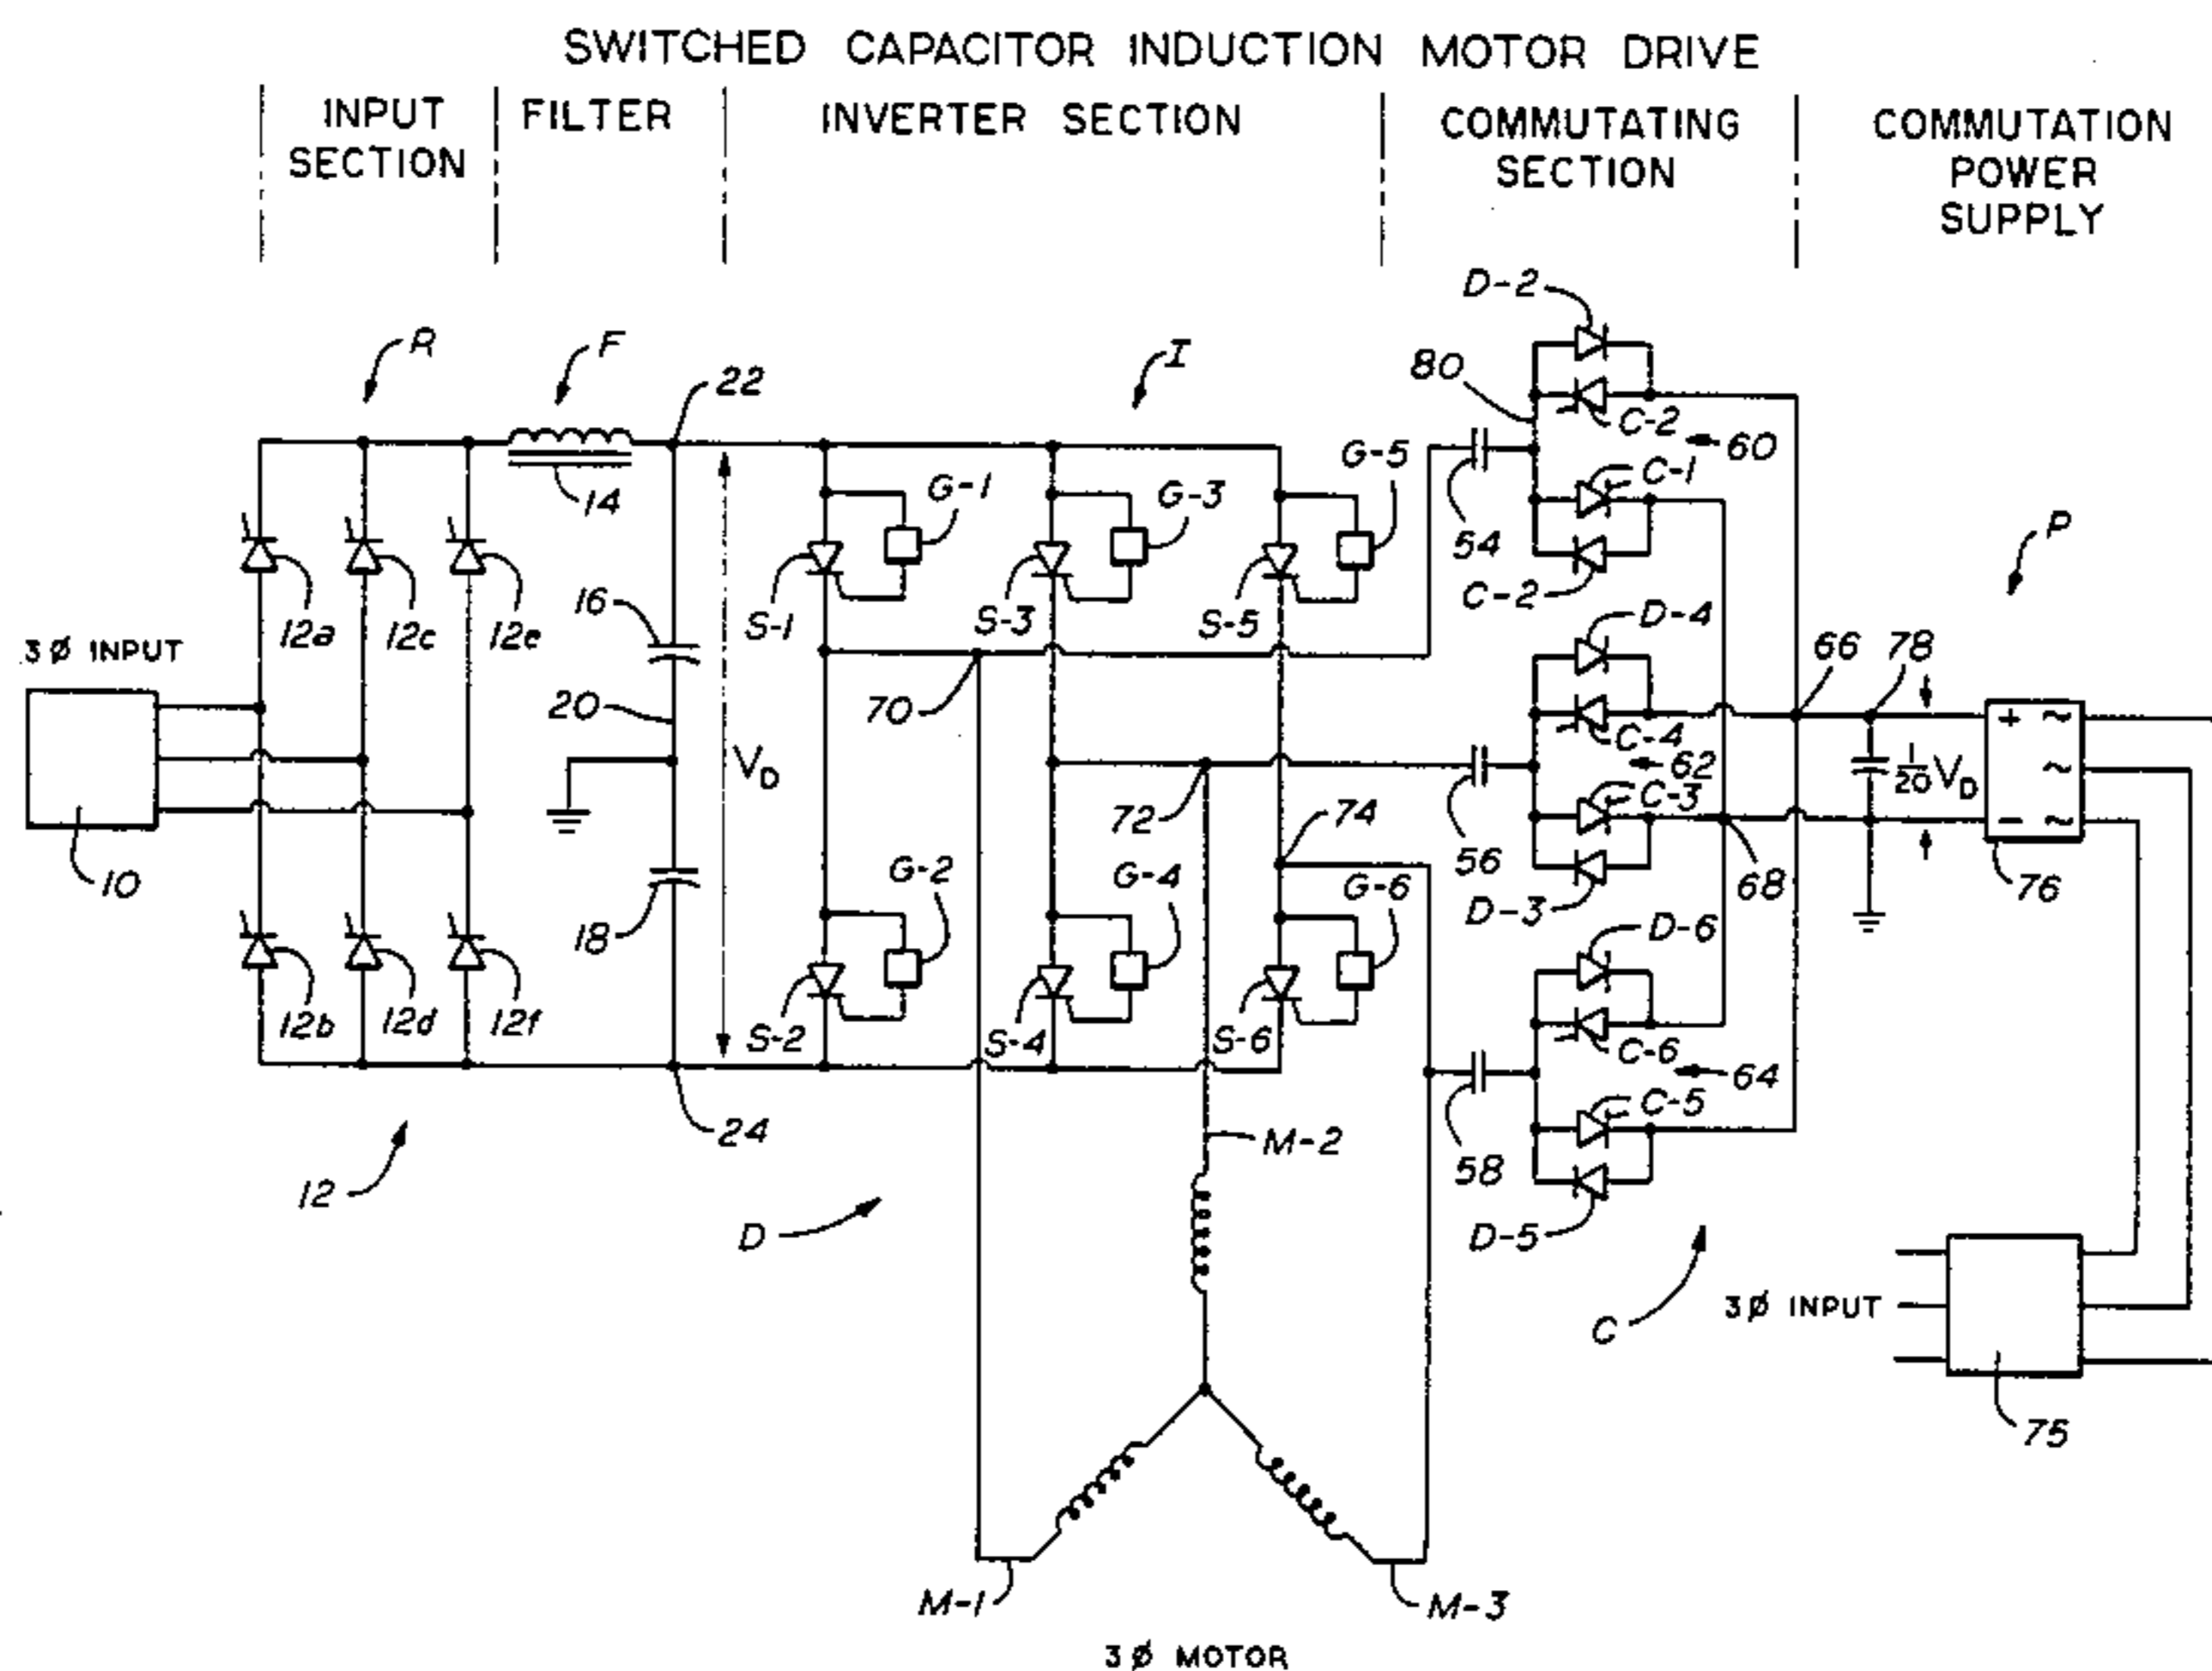 SWITCHED CAPACITOR INDUCTION MOTOR DRIVE
INPUT SECTION
FILTER
INVERTER SECTION
COMMUTATING SECTION
COMMUTATION POWER SUPPLY
D-2
R
F
I
22
80
C-2
60
14
G-1
G-3
G-5
C-1
54
P
16
S-1
S-3
S-5
C-2
12a
12c
12e
D-4
3Ø INPUT
66
78
20
70
C-4
+ ~
V_D
62
1/20 V_D
~
72
74
C-3
- ~
10
56
68
76
G-2
G-4
G-6
D-3
18
D-6
12b
12d
12f
S-2
S-4
S-6
C-6
64
24
C-5
M-2
58
12
D
D-5
C
3Ø INPUT
75
M-1
M-3
3Ø MOTOR